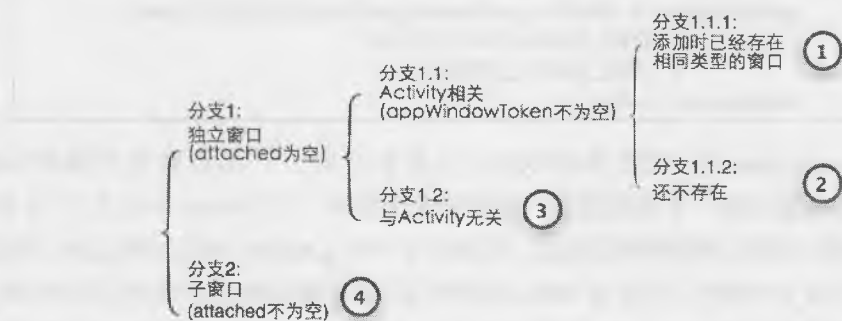 分支1:
独立窗口
(attached为空)
分支1.1:
Activity相关
(appWindowToken不为空)
分支1.1.1:
添加时已经存在
相同类型的窗口
1
分支1.1.2:
还不存在
2
分支1.2:
与Activity无关
3
分支2:
子窗口
(attached不为空)
4